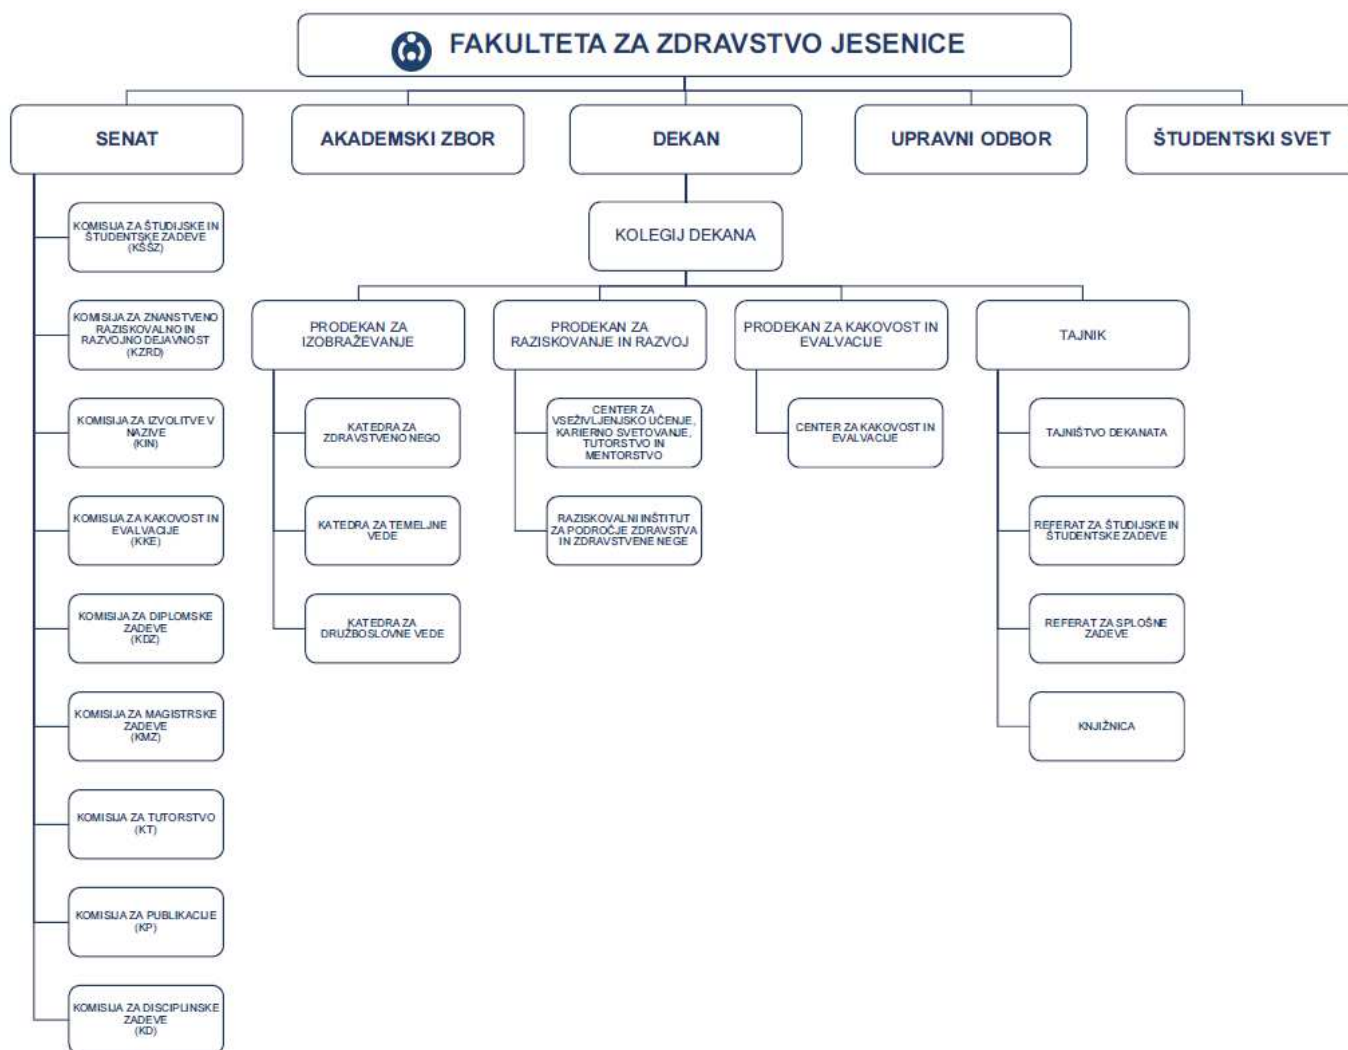 FAKULTETA ZA ZDRAVSTVO JESENICE
SENAT
AKADEMSKI ZBOR
DEKAN
UPRAVNI ODBOR
ŠTUDENTSKI SVET
KOMISIJA ZA ŠTUDIJSKE IN
ŠTUDENTSKE ZADEVE
(KŠŠZ)
KOMISIJA ZA ZNANSTVENO
RAZISKOVALNO IN
RAZVOJNO DEJAVNOST
(KZRD)
KOMISIJA ZA IZVOLITVE V
NAZIVE
(KIN)
KOMISIJA ZA KAKOVOST IN
EVALVACIJE
(KKE)
KOMISIJA ZA DIPLOMSKE
ZADEVE
(KDZ)
KOMISIJA ZA MAGISTRSKE
ZADEVE
(KMZ)
KOMISIJA ZA TUTORSTVO
(KT)
KOMISIJA ZA PUBLIKACIJE
(KP)
KOMISIJA ZA DISCIPLINSKE
ZADEVE
(KD)
KOLEGIJ DEKANA
PRODEKAN ZA
IZOBRAŽEVANJE
KATEDRA ZA
ZDRAVSTVENO NEGO
KATEDRA ZA TEMELJNE
VEDE
KATEDRA ZA
DRUŽBOSLOVNE VEDE
PRODEKAN ZA
RAZISKOVANJE IN RAZVOJ
CENTER ZA
VSEŽIVLJENJSKO UČENJE,
KARIERNO SVETOVANJE,
TUTORSTVO IN
MENTORSTVO
RAZISKOVALNI INŠTITUT
ZA PODROČJE ZDRAVSTVA
IN ZDRAVSTVENE NEGE
PRODEKAN ZA KAKOVOST IN
EVALVACIJE
CENTER ZA KAKOVOST IN
EVALVACIJE
TAJNIK
TAJNIŠTVO DEKANATA
REFERAT ZA ŠTUDIJSKE IN
ŠTUDENTSKE ZADEVE
REFERAT ZA SPLOŠNE
ZADEVE
KNJIŽNICA